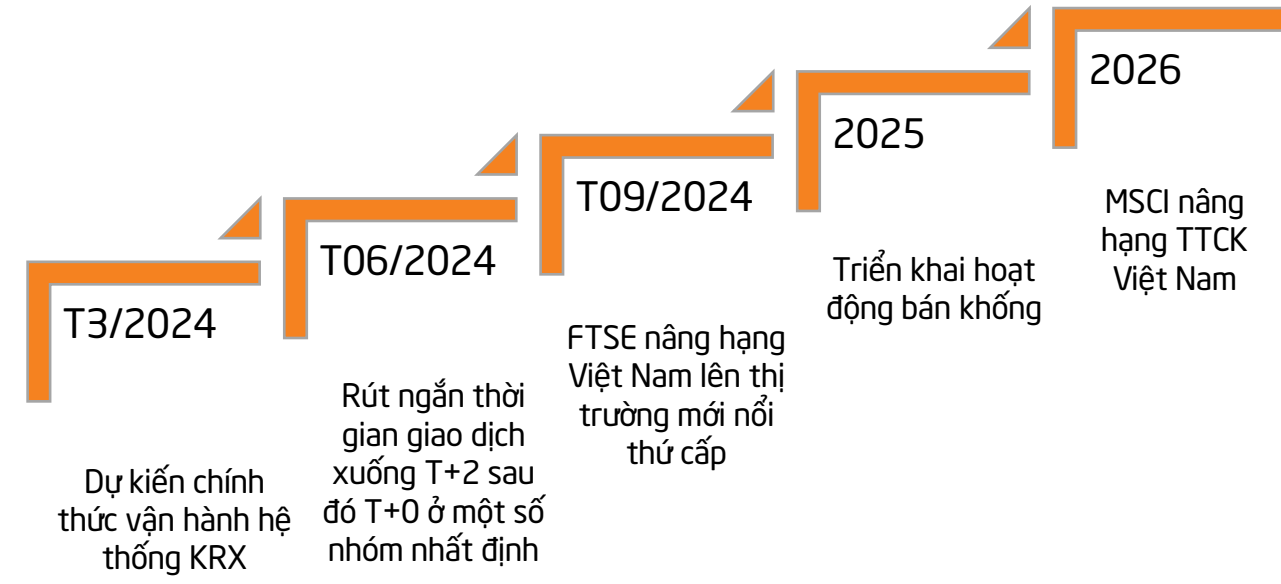 T3/2024
Dự kiến chính
thức vận hành hệ
thống KRX
T06/2024
Rút ngắn thời
gian giao dịch
xuống T+2 sau
đó T+0 ở một số
nhóm nhất định
T09/2024
FTSE nâng hạng
Việt Nam lên thị
trường mới nổi
thứ cấp
2025
Triển khai hoạt
động bán khống
2026
MSCI nâng
hạng TTCK
Việt Nam